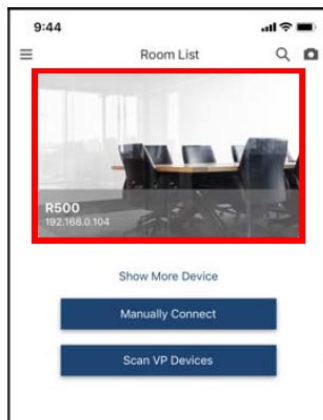 9:44
Room List
R500
192.168.0.104
Show More Device
Manually Connect
Scan VP Devices